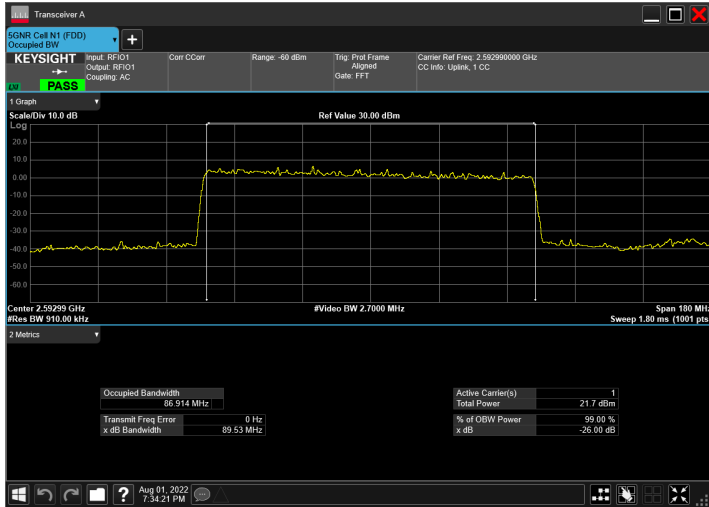 Transceiver A
5GNR Cell N1 (FDD)
Occupied BW
KEYSIGHT
Input: RFIO1
Output: RFIO1
Coupling: AC
Corr CCorr
Range: -60 dBm
Trig: Prot Frame
Aligned
Gate: FFT
Carrier Ref Freq: 2.592990000 GHz
CC Info: Uplink, 1 CC
LXI
PASS
1 Graph
Scale/Div 10.0 dB
Ref Value 30.00 dBm
Log
20.0
10.0
0.00
-10.0
-20.0
-30.0
-40.0
-50.0
-60.0
Center 2.59299 GHz
#Video BW 2.7000 MHz
Span 180 MHz
#Res BW 910.00 kHz
Sweep 1.80 ms (1001 pts
2 Metrics
Occupied Bandwidth
86.914 MHz
Transmit Freq Error 0 Hz
x dB Bandwidth 89.53 MHz
Active Carrier(s) 1
Total Power 21.7 dBm
% of OBW Power 99.00 %
x dB -26.00 dB
Aug 01, 2022
7:34:21 PM